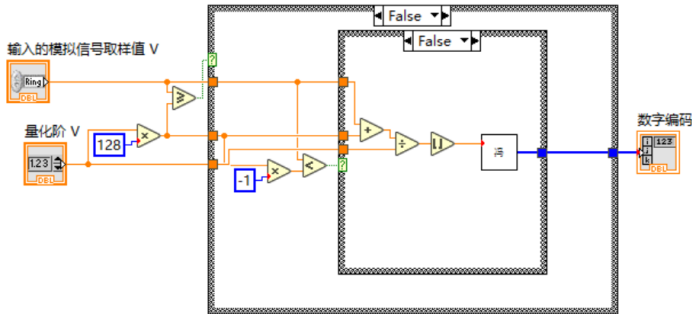 False
False
输入的模拟信号取样值 V
Ring
DBL
量化阶 V
1.23
DBL
128
-1
数字编码
123
DBL